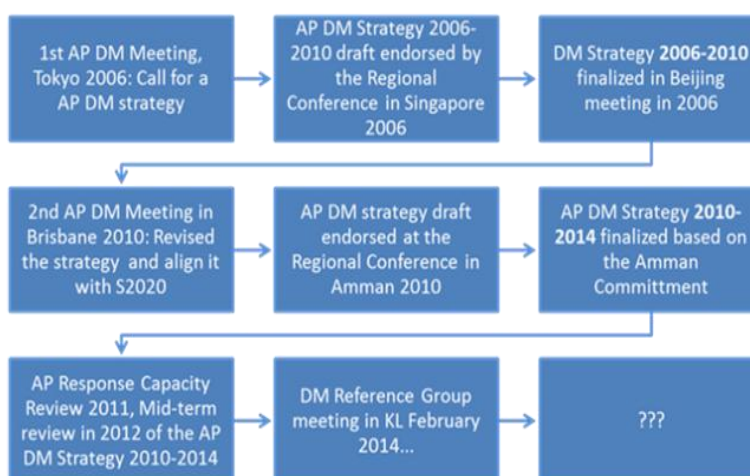 1st AP DM Meeting,
Tokyo 2006: Call for a
AP DM strategy
AP DM Strategy 2006-
2010 draft endorsed by
the Regional
Conference in Singapore
2006
DM Strategy 2006-2010
finalized in Beijing
meeting in 2006
2nd AP DM Meeting in
Brisbane 2010: Revised
the strategy and align it
with S2020
AP DM strategy draft
endorsed at the
Regional Conference in
Amman 2010
AP DM Strategy 2010-
2014 finalized based on
the Amman
Committment
AP Response Capacity
Review 2011, Mid-term
review in 2012 of the AP
DM Strategy 2010-2014
DM Reference Group
meeting in KL February
2014...
???